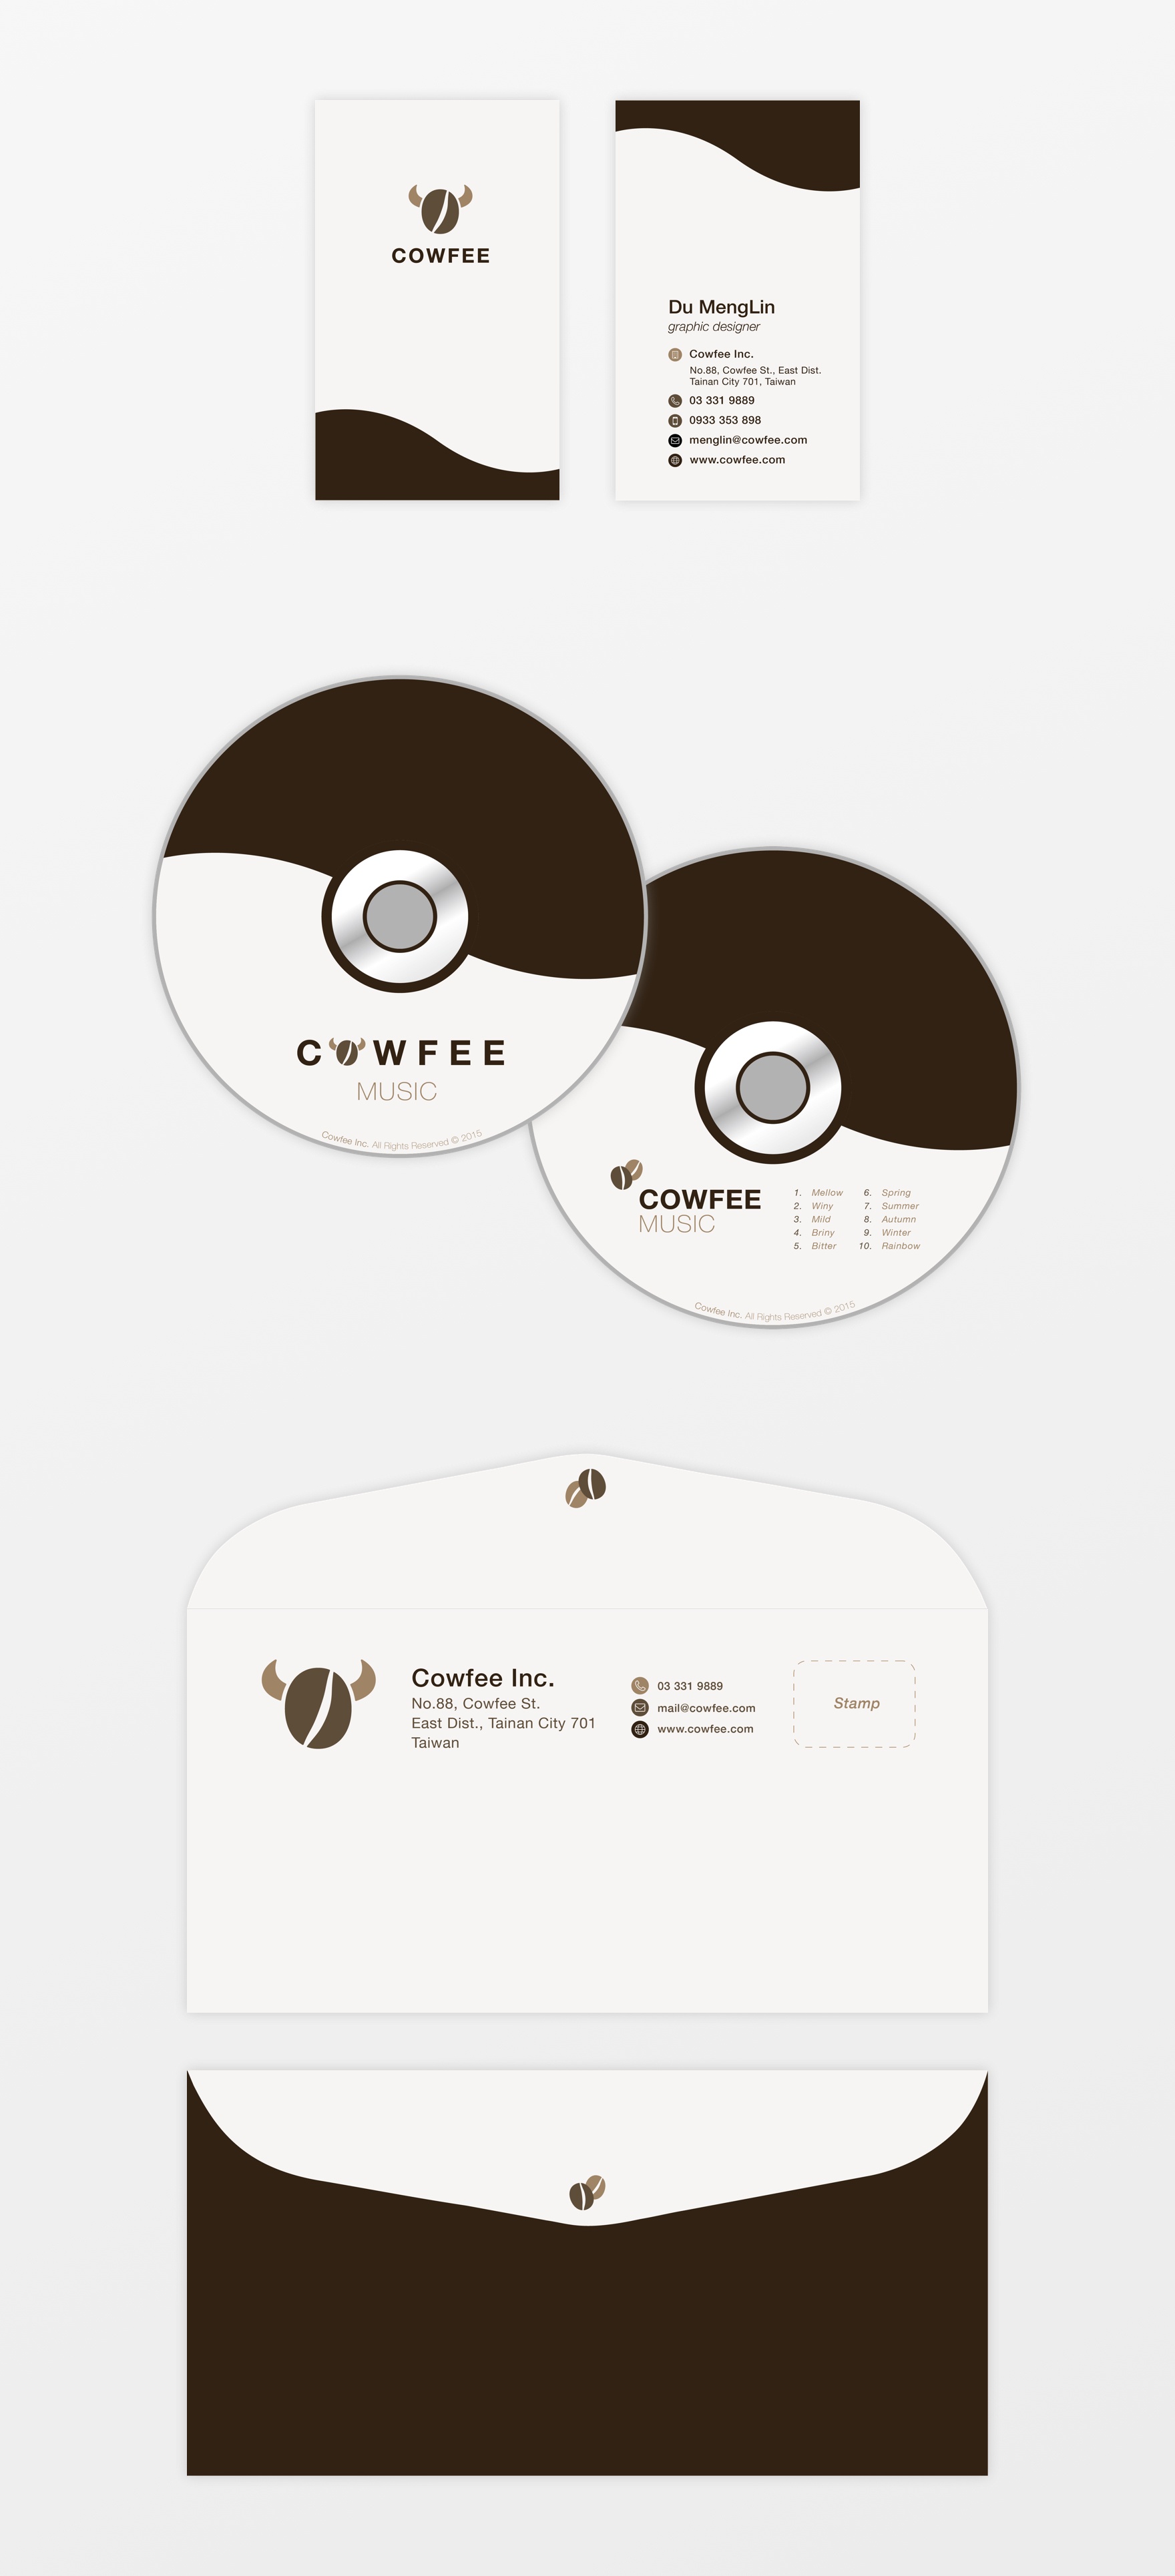 COWFEE
Du MengLin
graphic designer
Cowfee Inc.
No.88, Cowfee St., East Dist.
Tainan City 701, Taiwan
03 331 9889
0933 353 898
menglin@cowfee.com
www.cowfee.com
COWFEE
MUSIC
Cowfee Inc. All Rights Reserved © 2015
COWFEE
MUSIC
1. Mellow
2. Winy
3. Mild
4. Briny
5. Bitter
6. Spring
7. Summer
8. Autumn
9. Winter
10. Rainbow
Cowfee Inc. All Rights Reserved © 2015
Cowfee Inc.
No.88, Cowfee St.
East Dist., Tainan City 701
Taiwan
03 331 9889
mail@cowfee.com
www.cowfee.com
Stamp